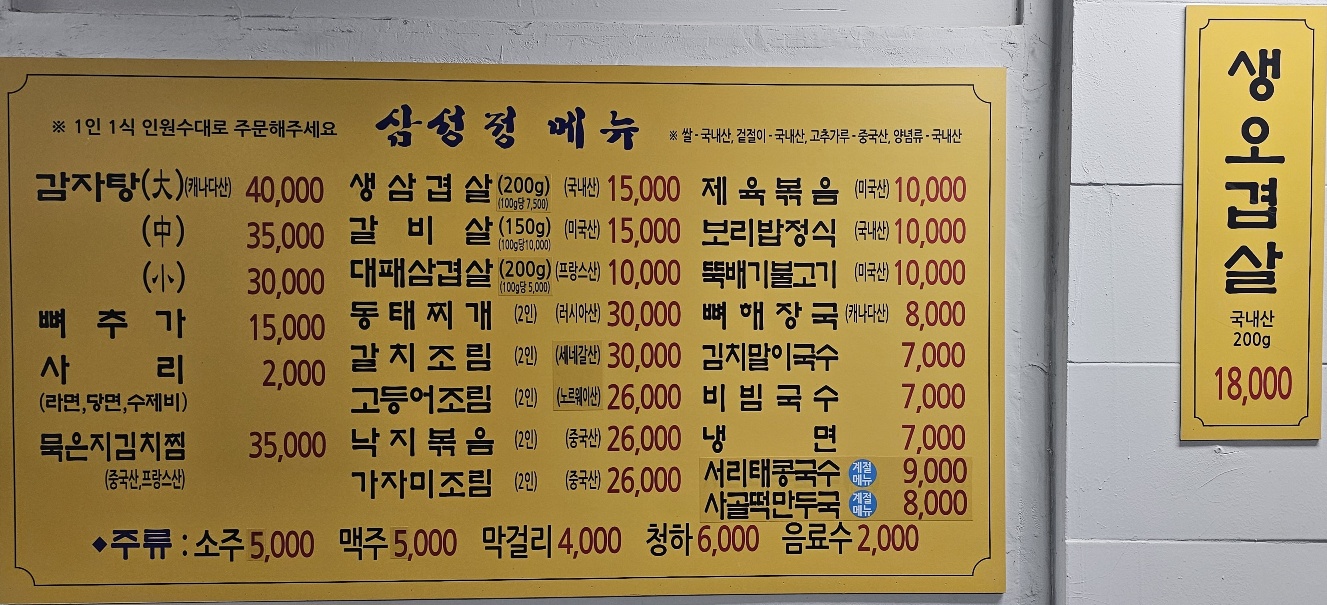 ※ 1인 1식 인원수대로 주문해주세요
삼성정 메뉴
※ 쌀 - 국내산, 겉절이 - 국내산, 고추가루 - 중국산, 양념류 - 국내산
감자탕(大)(캐나다산) 40,000
(中) 35,000
(小) 30,000
뼈추가 15,000
사리 2,000
(라면,당면,수제비)
묵은지김치찜 35,000
(중국산,프랑스산)
생삼겹살(200g) (국내산) 15,000
(100g당 7,500)
갈비살(150g) (미국산) 15,000
(100g당10,000)
대패삼겹살(200g) (프랑스산) 10,000
(100g당 5,000)
동태찌개 (2인) (러시아산) 30,000
갈치조림 (2인) (세네갈산) 30,000
고등어조림 (2인) (노르웨이산) 26,000
낙지볶음 (2인) (중국산) 26,000
가자미조림 (2인) (중국산) 26,000
제육볶음 (미국산) 10,000
보리밥정식 (국내산) 10,000
뚝배기불고기 (미국산) 10,000
뼈해장국 (캐나다산) 8,000
김치말이국수 7,000
비빔국수 7,000
냉면 7,000
서리태콩국수 계절메뉴 9,000
사골떡만두국 계절메뉴 8,000
◆주류 : 소주 5,000 맥주 5,000 막걸리 4,000 청하 6,000 음료수 2,000
생오겹살
국내산
200g
18,000